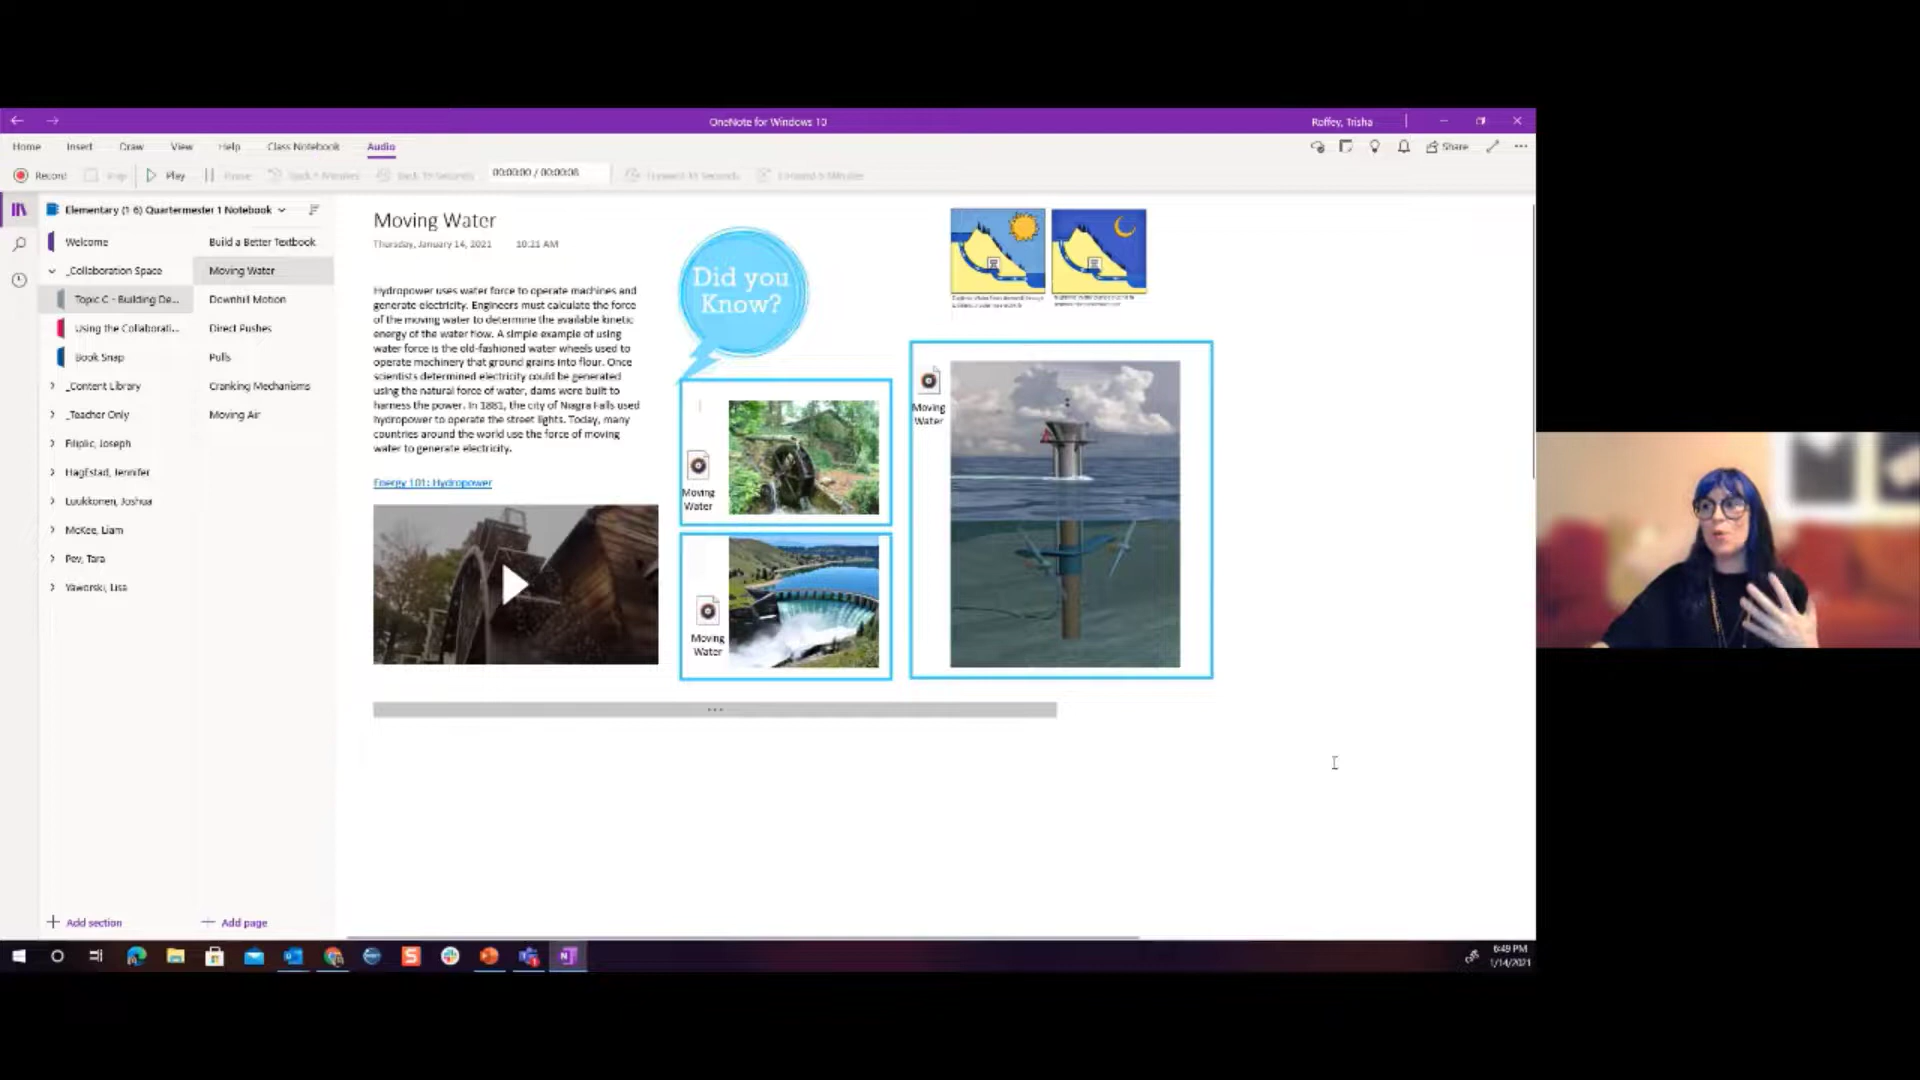 OneNote for Windows 10
Roffey, Trisha
Home Insert Draw View Help Class Notebook Audio
Share
Record Play 00:00:00 / 00:00:08
Elementary (1-6) Quartermester 1 Notebook
Welcome
_Collaboration Space
Topic C - Building De...
Using the Collaborati...
Book Snap
_Content Library
_Teacher Only
Filiplic, Joseph
HagEstad, Jennifer
Luukkonen, Joshua
McKee, Liam
Pev, Tara
Yaworski, Lisa
Add section
Build a Better Textbook
Moving Water
Downhill Motion
Direct Pushes
Pulls
Cranking Mechanisms
Moving Air
Add page
Moving Water
Thursday, January 14, 2021 10:21 AM
Hydropower uses water force to operate machines and
generate electricity. Engineers must calculate the force
of the moving water to determine the available kinetic
energy of the water flow. A simple example of using
water force is the old-fashioned water wheels used to
operate machinery that ground grains into flour. Once
scientists determined electricity could be generated
using the natural force of water, dams were built to
harness the power. In 1881, the city of Niagra Falls used
hydropower to operate the street lights. Today, many
countries around the world use the force of moving
water to generate electricity.
Energy 101: Hydropower
Did you
Know?
Moving
Water
Moving
Water
Moving
Water
6:49 PM
1/14/2021